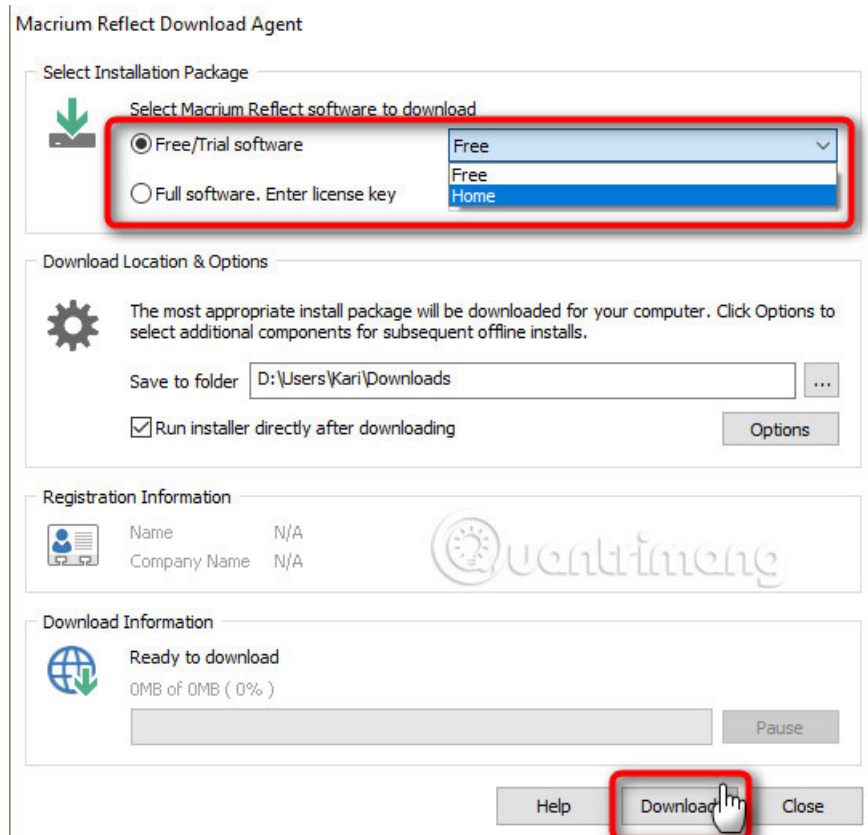 Macrium Reflect Download Agent
Select Installation Package
Select Macrium Reflect software to download
Free/Trial software
Free
Free
Full software. Enter license key
Home
Download Location & Options
The most appropriate install package will be downloaded for your computer. Click Options to
select additional components for subsequent offline installs.
Save to folder D:\Users\Kari\Downloads ...
Run installer directly after downloading Options
Registration Information
Name N/A
Company Name N/A
Quantrimang
Download Information
Ready to download
0MB of 0MB ( 0% )
Pause
Help Download Close